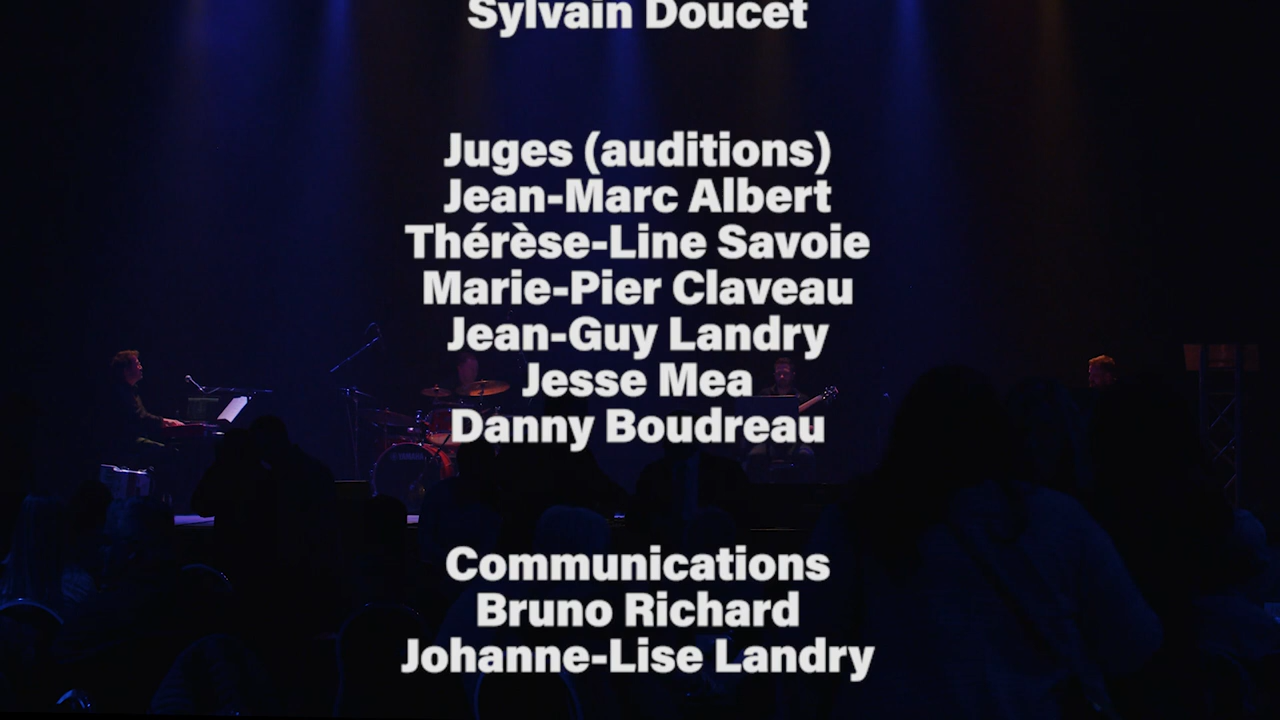 Sylvain Doucet
Juges (auditions)
Jean-Marc Albert
Thérèse-Line Savoie
Marie-Pier Claveau
Jean-Guy Landry
Jesse Mea
Danny Boudreau
Communications
Bruno Richard
Johanne-Lise Landry